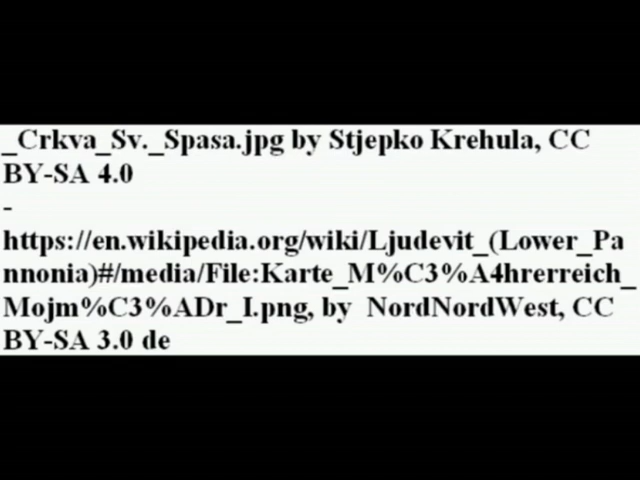 _Crkva_Sv._Spasa.jpg by Stjepko Krehula, CC
BY-SA 4.0
-
https://en.wikipedia.org/wiki/Ljudevit_(Lower_Pa
nnonia)#/media/File:Karte_M%C3%A4hrerreich_
Mojm%C3%ADr_I.png, by  NordNordWest, CC
BY-SA 3.0 de